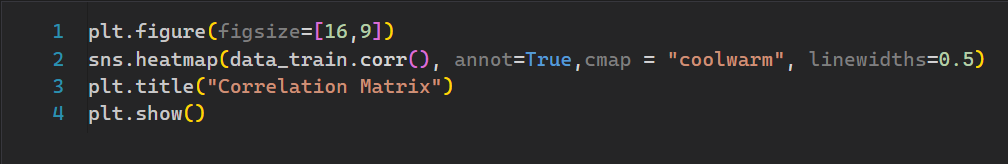 1 plt.figure(figsize=[16,9])
2 sns.heatmap(data_train.corr(), annot=True,cmap = "coolwarm", linewidths=0.5)
3 plt.title("Correlation Matrix")
4 plt.show()